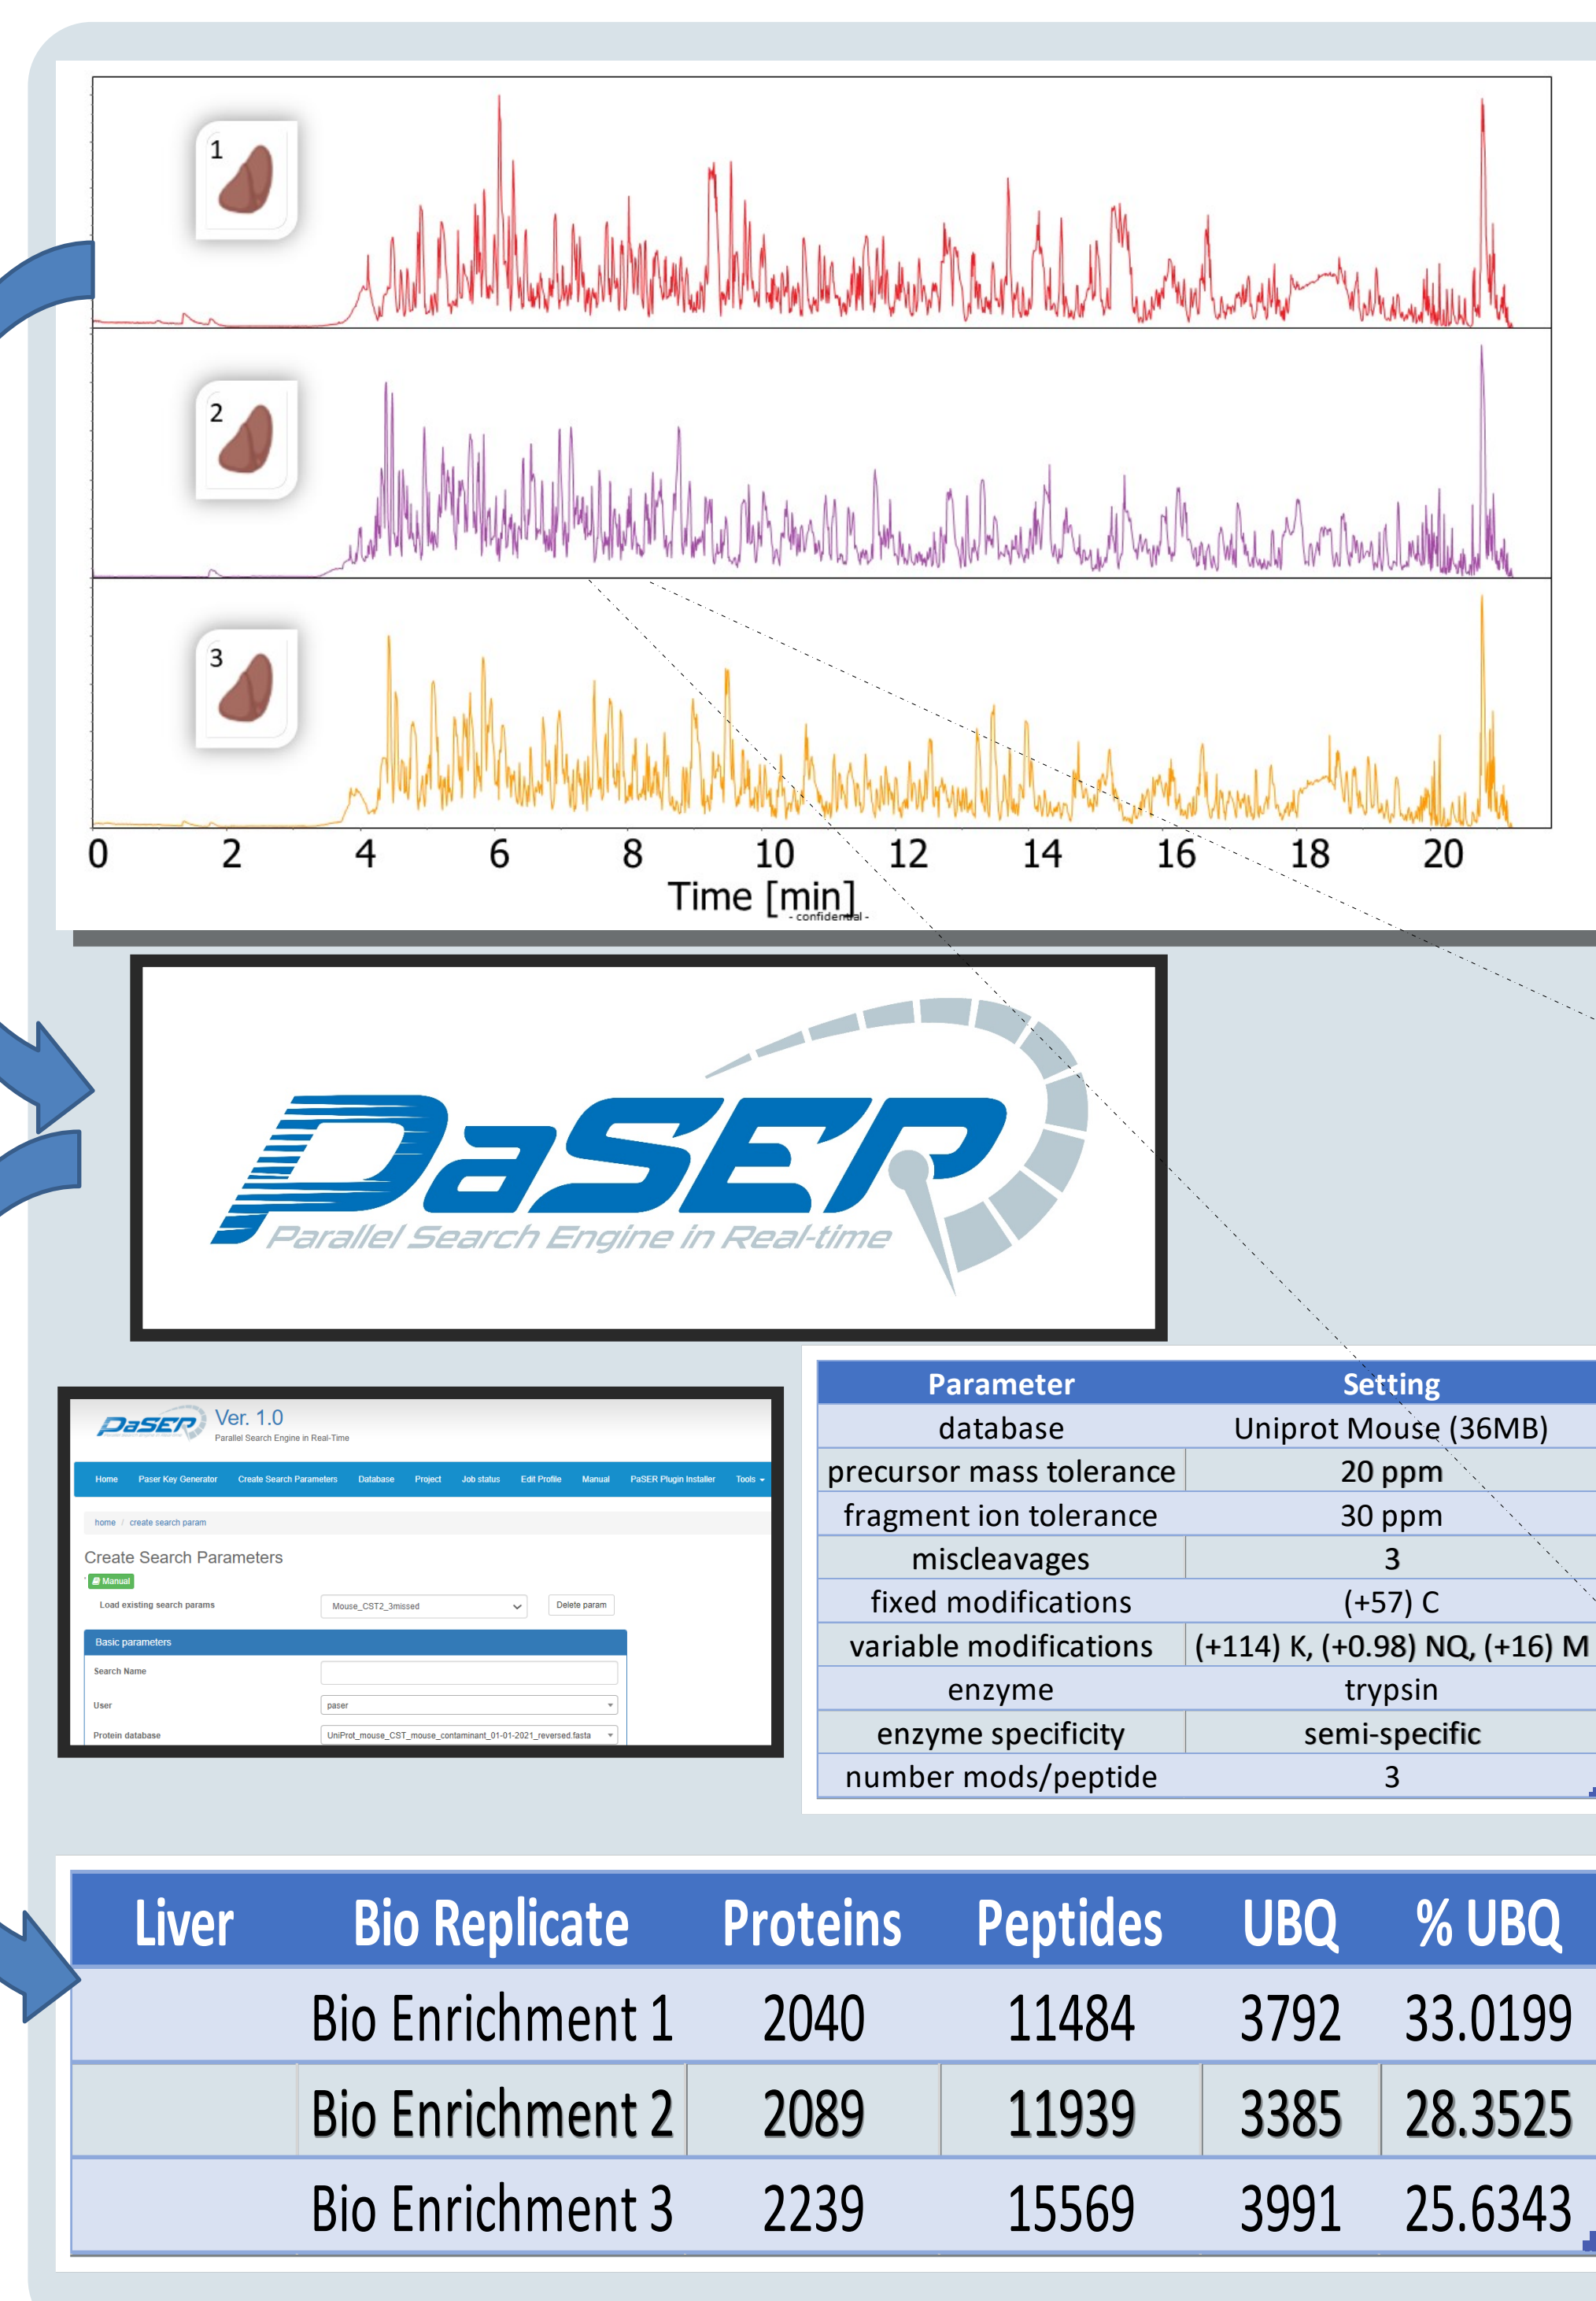 1
2
3
0 2 4 6 8 10 12 14 16 18 20
Time [min]
- confidential -
PaSER
Parallel Search Engine in Real-time
PaSER Ver. 1.0
Parallel Search Engine in Real-Time
Home Paser Key Generator Create Search Parameters Database Project Job status Edit Profile Manual PaSER Plugin Installer Tools
home / create search param
Create Search Parameters
Manual
Load existing search params Mouse_CST2_3missed Delete param
Basic parameters
Search Name
User paser
Protein database UniProt_mouse_CST_mouse_contaminant_01-01-2021_reversed.fasta
Parameter Setting
database Uniprot Mouse (36MB)
precursor mass tolerance 20 ppm
fragment ion tolerance 30 ppm
miscleavages 3
fixed modifications (+57) C
variable modifications (+114) K, (+0.98) NQ, (+16) M
enzyme trypsin
enzyme specificity semi-specific
number mods/peptide 3
Liver Bio Replicate Proteins Peptides UBQ % UBQ
Bio Enrichment 1 2040 11484 3792 33.0199
Bio Enrichment 2 2089 11939 3385 28.3525
Bio Enrichment 3 2239 15569 3991 25.6343